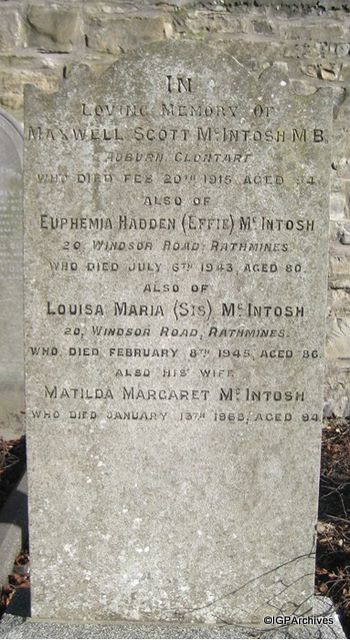 IN
LOVING MEMORY OF
MAXWELL SCOTT McINTOSH M.B.
AUBURN CLONTARF
WHO DIED FEB 20TH 1915 AGED 54.
ALSO OF
EUPHEMIA HADDEN (EFFIE) McINTOSH
20 WINDSOR ROAD, RATHMINES.
WHO DIED JULY 6TH 1943, AGED 80.
ALSO OF
LOUISA MARIA (SIS) McINTOSH
20, WINDSOR ROAD, RATHMINES.
WHO DIED FEBRUARY 8TH 1945, AGED 86.
ALSO HIS WIFE
MATILDA MARGARET McINTOSH
WHO DIED JANUARY 13TH 1963, AGED 94.
©IGPArchives